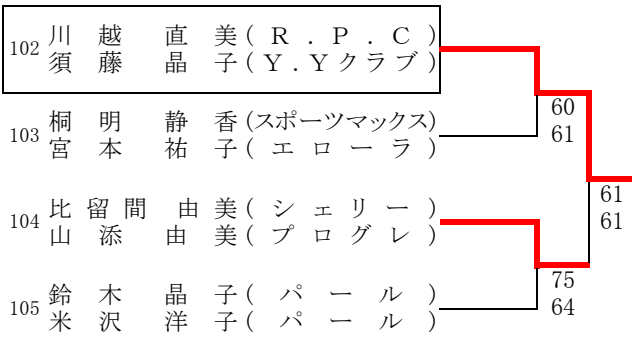 102 川越 直美 (R.P.C)
須藤 晶子 (Y.Yクラブ)
60
61
103 桐明 静香 (スポーツマックス)
宮本 祐子 (エローラ)
61
61
104 比留間 由美 (シェリー)
山添 由美 (プログレ)
75
64
105 鈴木 晶子 (パール)
米沢 洋子 (パール)